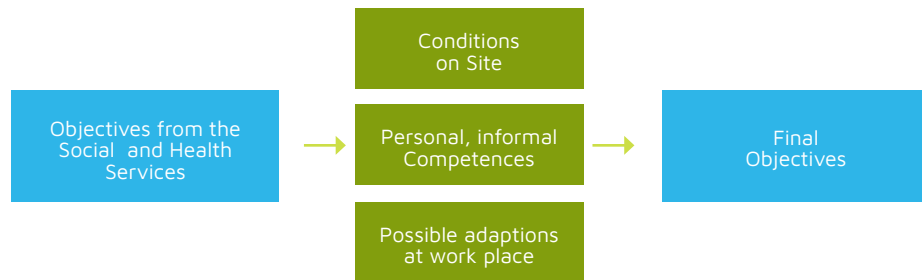 Objectives from the
Social and Health
Services
Conditions
on Site
Personal, informal
Competences
Possible adaptions
at work place
Final
Objectives